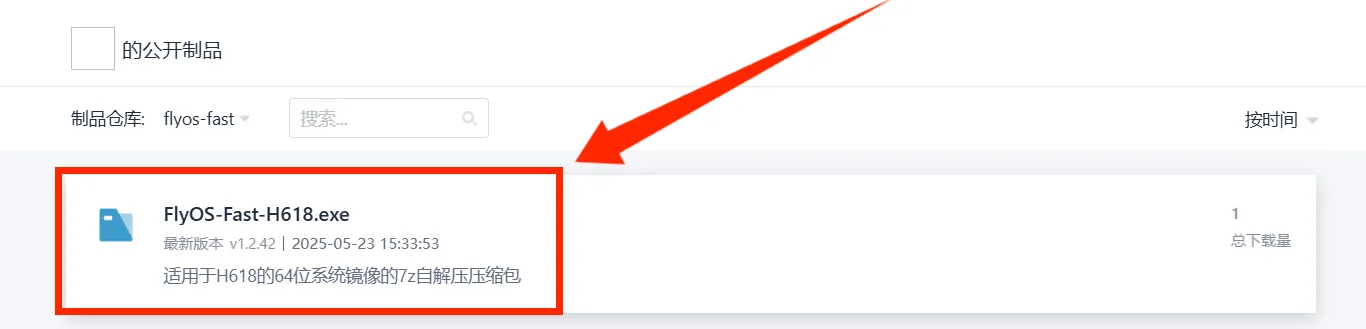 的公开制品
制品仓库: flyos-fast 搜索... 按时间
FlyOS-Fast-H618.exe
最新版本 v1.2.42 | 2025-05-23 15:33:53
适用于H618的64位系统镜像的7z自解压压缩包
1
总下载量